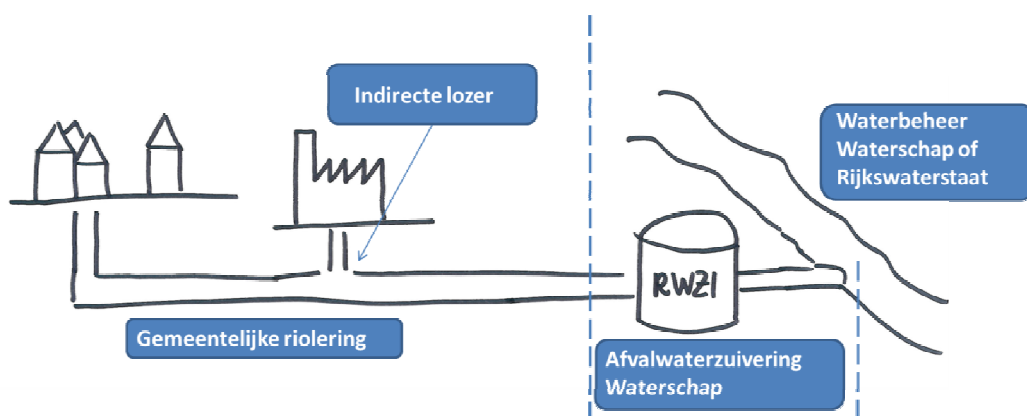 Indirecte lozer
Waterbeheer
Waterschap of
Rijkswaterstaat
RWZI
Gemeentelijke riolering
Afvalwaterzuivering
Waterschap